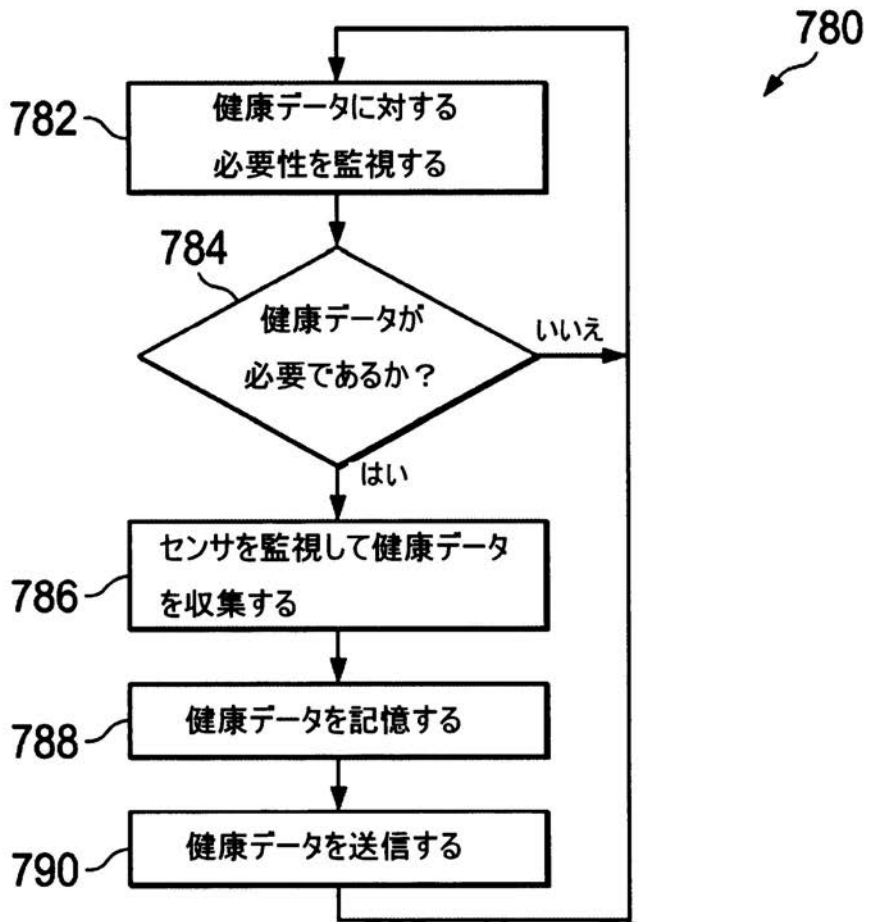 780
782
健康データに対する
必要性を監視する
784
健康データが
必要であるか？
いいえ
はい
786
センサを監視して健康データ
を収集する
788
健康データを記憶する
790
健康データを送信する